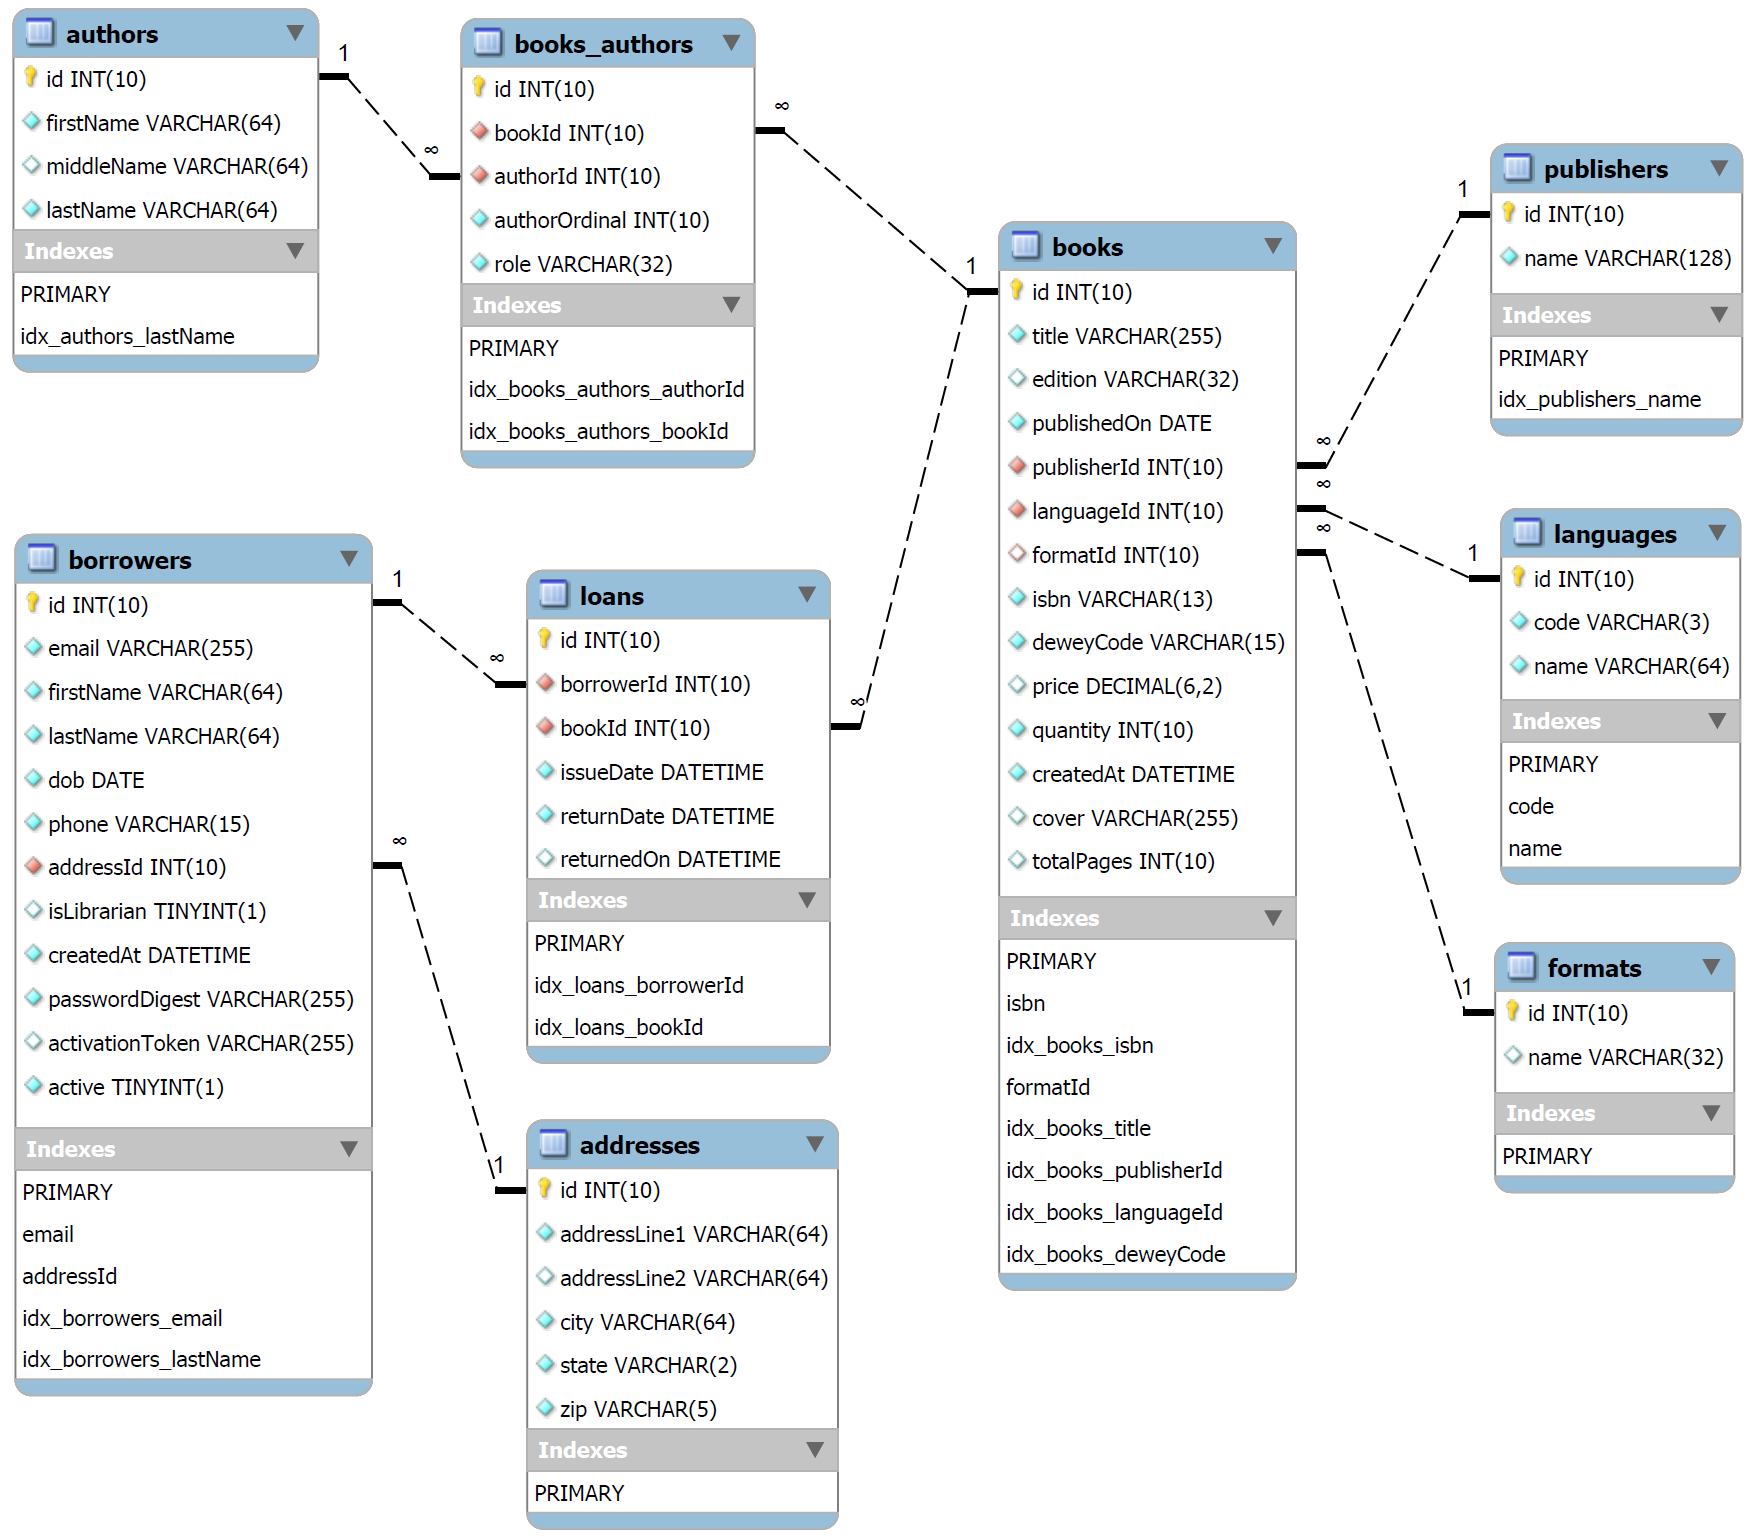 authors
id INT(10)
firstName VARCHAR(64)
middleName VARCHAR(64)
lastName VARCHAR(64)
Indexes
PRIMARY
idx_authors_lastName
1
∞
books_authors
id INT(10)
bookId INT(10)
authorId INT(10)
authorOrdinal INT(10)
role VARCHAR(32)
Indexes
PRIMARY
idx_books_authors_authorId
idx_books_authors_bookId
∞
1
books
id INT(10)
title VARCHAR(255)
edition VARCHAR(32)
publishedOn DATE
publisherId INT(10)
languageId INT(10)
formatId INT(10)
isbn VARCHAR(13)
deweyCode VARCHAR(15)
price DECIMAL(6,2)
quantity INT(10)
createdAt DATETIME
cover VARCHAR(255)
totalPages INT(10)
Indexes
PRIMARY
isbn
idx_books_isbn
formatId
idx_books_title
idx_books_publisherId
idx_books_languageId
idx_books_deweyCode
∞
∞
∞
1
publishers
id INT(10)
name VARCHAR(128)
Indexes
PRIMARY
idx_publishers_name
1
languages
id INT(10)
code VARCHAR(3)
name VARCHAR(64)
Indexes
PRIMARY
code
name
1
formats
id INT(10)
name VARCHAR(32)
Indexes
PRIMARY
borrowers
id INT(10)
email VARCHAR(255)
firstName VARCHAR(64)
lastName VARCHAR(64)
dob DATE
phone VARCHAR(15)
addressId INT(10)
isLibrarian TINYINT(1)
createdAt DATETIME
passwordDigest VARCHAR(255)
activationToken VARCHAR(255)
active TINYINT(1)
Indexes
PRIMARY
email
addressId
idx_borrowers_email
idx_borrowers_lastName
1
∞
loans
id INT(10)
borrowerId INT(10)
bookId INT(10)
issueDate DATETIME
returnDate DATETIME
returnedOn DATETIME
Indexes
PRIMARY
idx_loans_borrowerId
idx_loans_bookId
∞
∞
1
addresses
id INT(10)
addressLine1 VARCHAR(64)
addressLine2 VARCHAR(64)
city VARCHAR(64)
state VARCHAR(2)
zip VARCHAR(5)
Indexes
PRIMARY